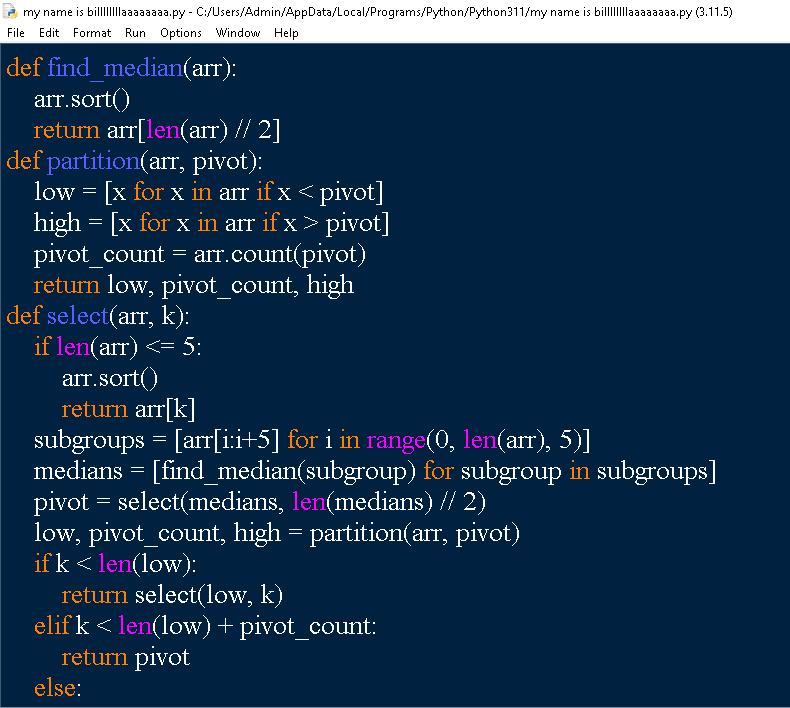 my name is billllllllaaaaaaaa.py - C:/Users/Admin/AppData/Local/Programs/Python/Python311/my name is billllllllaaaaaaaa.py (3.11.5)
File Edit Format Run Options Window Help
def find_median(arr):
    arr.sort()
    return arr[len(arr) // 2]
def partition(arr, pivot):
    low = [x for x in arr if x < pivot]
    high = [x for x in arr if x > pivot]
    pivot_count = arr.count(pivot)
    return low, pivot_count, high
def select(arr, k):
    if len(arr) <= 5:
        arr.sort()
        return arr[k]
    subgroups = [arr[i:i+5] for i in range(0, len(arr), 5)]
    medians = [find_median(subgroup) for subgroup in subgroups]
    pivot = select(medians, len(medians) // 2)
    low, pivot_count, high = partition(arr, pivot)
    if k < len(low):
        return select(low, k)
    elif k < len(low) + pivot_count:
        return pivot
    else: